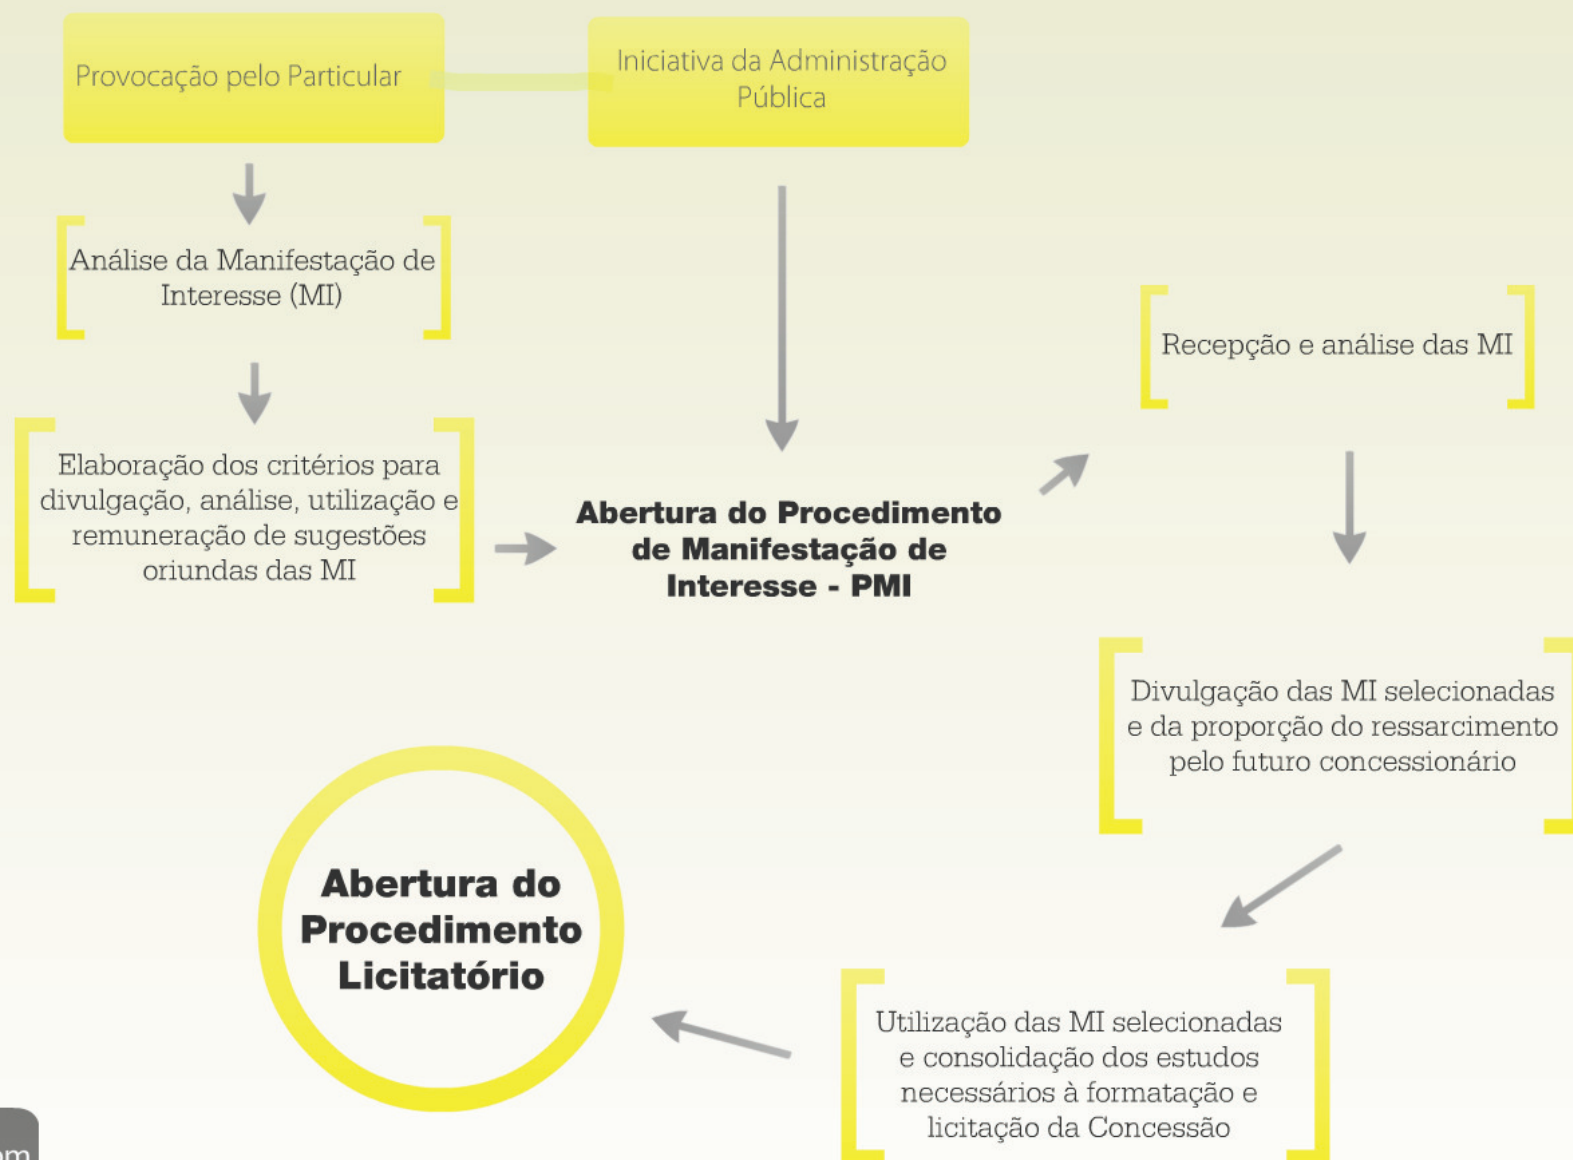 Provocação pelo Particular
Iniciativa da Administração
Pública
Análise da Manifestação de
Interesse (MI)
Elaboração dos critérios para
divulgação, análise, utilização e
remuneração de sugestões
oriundas das MI
Abertura do Procedimento
de Manifestação de
Interesse - PMI
Recepção e análise das MI
Divulgação das MI selecionadas
e da proporção do ressarcimento
pelo futuro concessionário
Utilização das MI selecionadas
e consolidação dos estudos
necessários à formatação e
licitação da Concessão
Abertura do
Procedimento
Licitatório